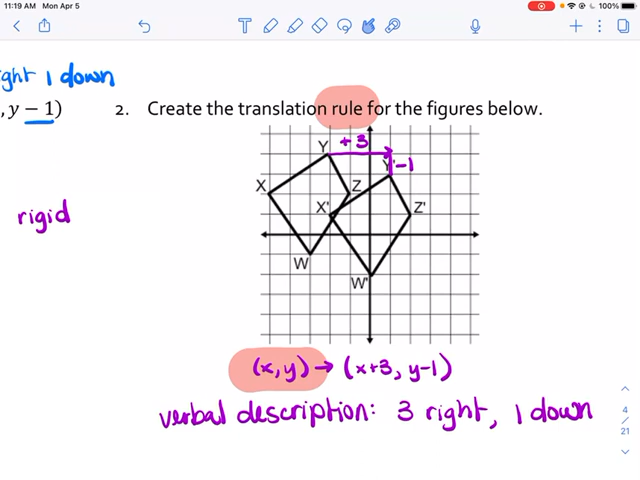 11:19 AM Mon Apr 5
100%
right 1 down
, y − 1)
rigid
2. Create the translation rule for the figures below.
+3
Y
Y'
-1
X
Z
X'
Z'
W
W'
(x,y) → (x+3, y-1)
verbal description: 3 right, 1 down
4
/
21